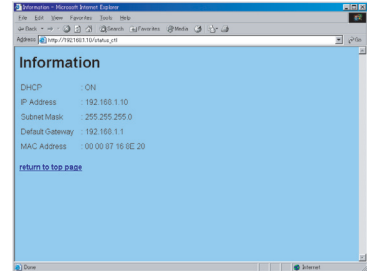 Information - Microsoft Internet Explorer
File Edit View Favorites Tools Help
Back Search Favorites Media
Address http://192.168.1.10/status_ctl Go
Information
DHCP : ON
IP Address : 192.168.1.10
Subnet Mask : 255.255.255.0
Default Gateway : 192.168.1.1
MAC Address : 00 00 87 16 0E 20
return to top page
Done Internet